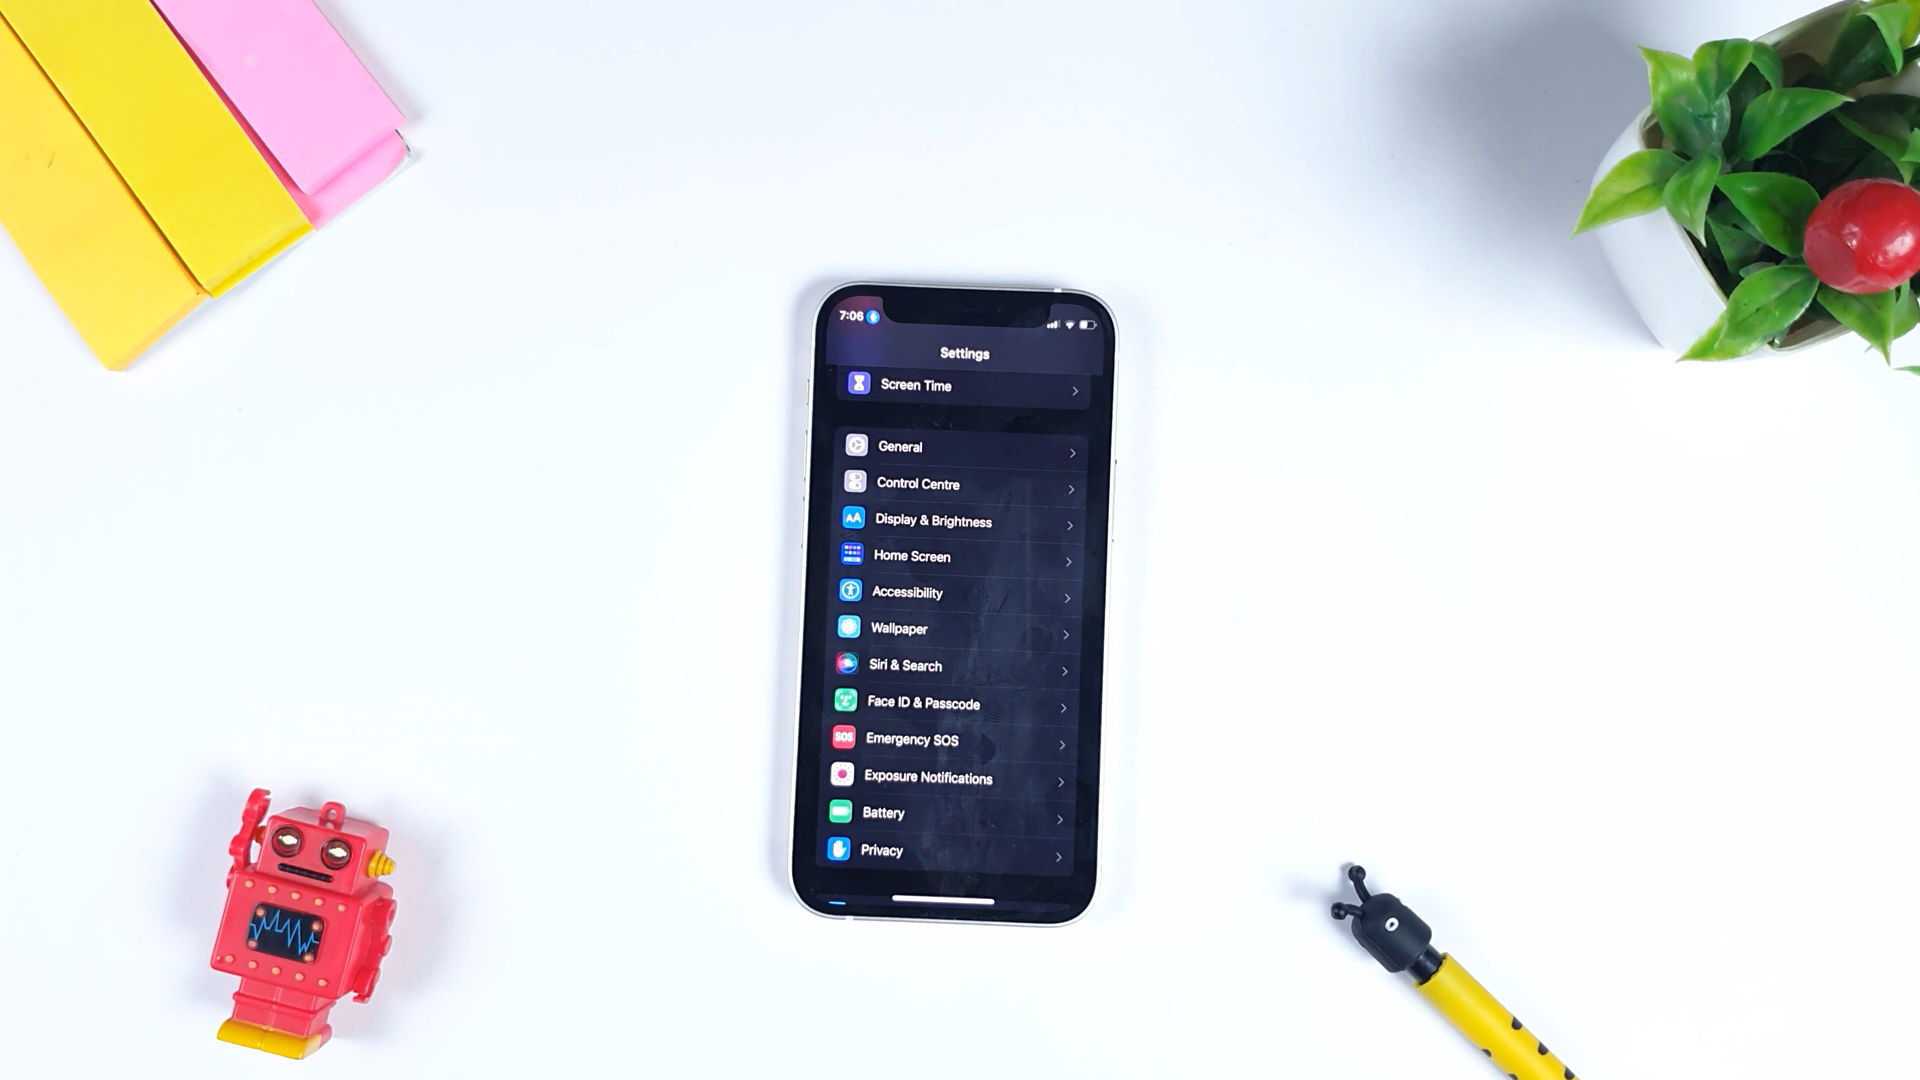 7:06
Settings
Screen Time
General
Control Centre
AA Display & Brightness
Home Screen
Accessibility
Wallpaper
Siri & Search
Face ID & Passcode
SOS Emergency SOS
Exposure Notifications
Battery
Privacy